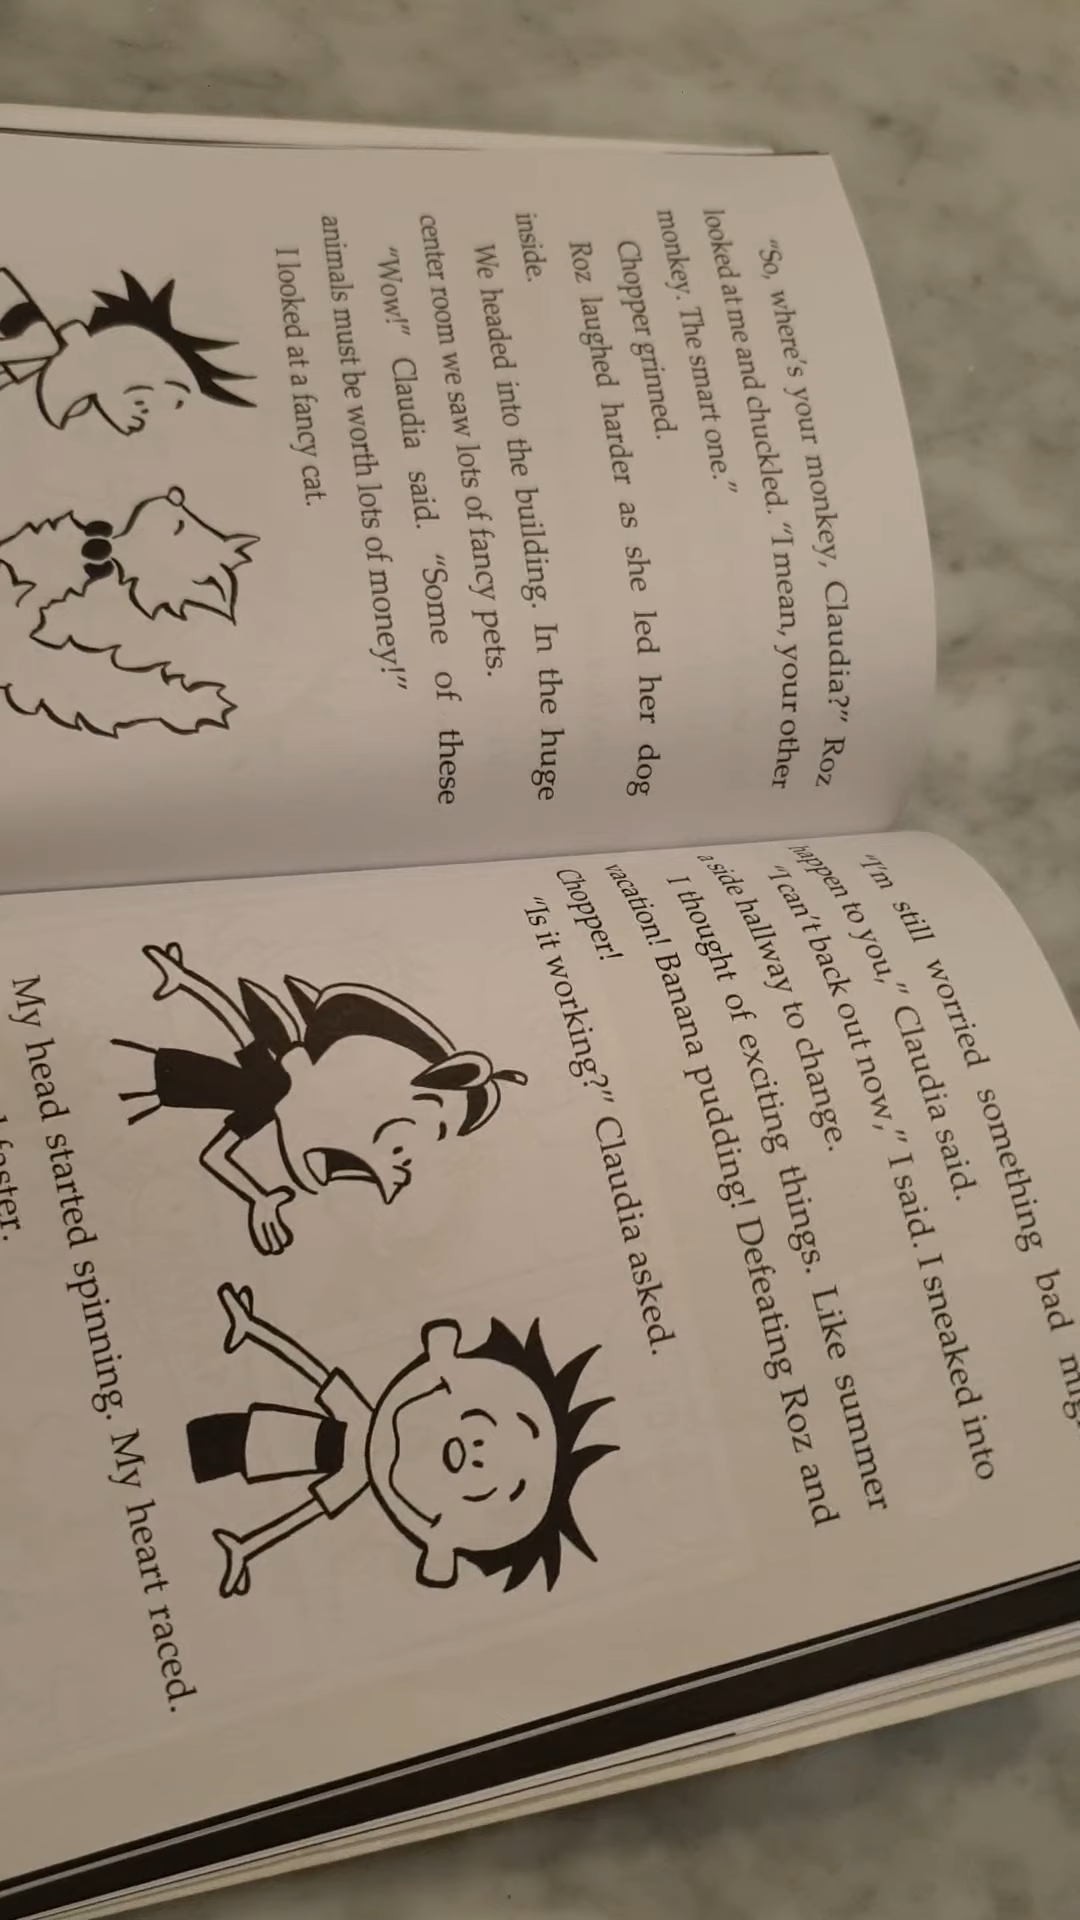 "So, where's your monkey, Claudia?" Roz
looked at me and chuckled. "I mean, your other
monkey. The smart one."
Chopper grinned.
Roz laughed harder as she led her dog
inside.
We headed into the building. In the huge
center room we saw lots of fancy pets.
"Wow!" Claudia said. "Some of these
animals must be worth lots of money!"
I looked at a fancy cat.
"I'm still worried something bad
happen to you," Claudia said.
"I can't back out now," I said. I sneaked into
a side hallway to change.
I thought of exciting things. Like summer
vacation! Banana pudding! Defeating Roz and
Chopper!
"Is it working?" Claudia asked.
My head started spinning. My heart raced.
faster.